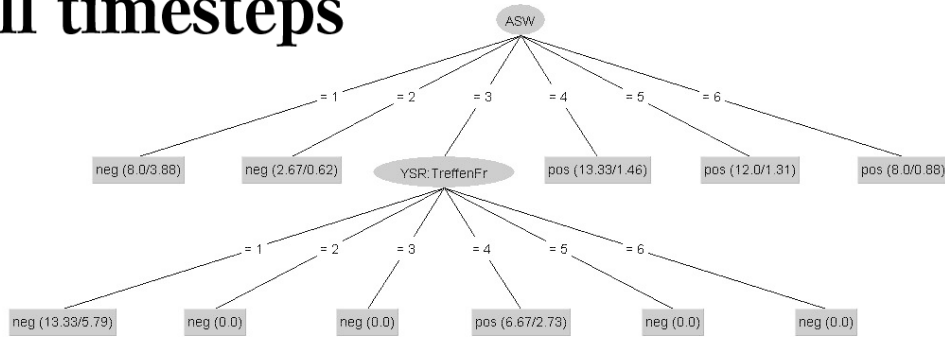 ll timesteps
ASW
= 1 = 2 = 3 = 4 = 5 = 6
neg (8.0/3.88) neg (2.67/0.62) YSR:TreffenFr pos (13.33/1.46) pos (12.0/1.31) pos (8.0/0.88)
= 1 = 2 = 3 = 4 = 5 = 6
neg (13.33/5.79) neg (0.0) neg (0.0) pos (6.67/2.73) neg (0.0) neg (0.0)